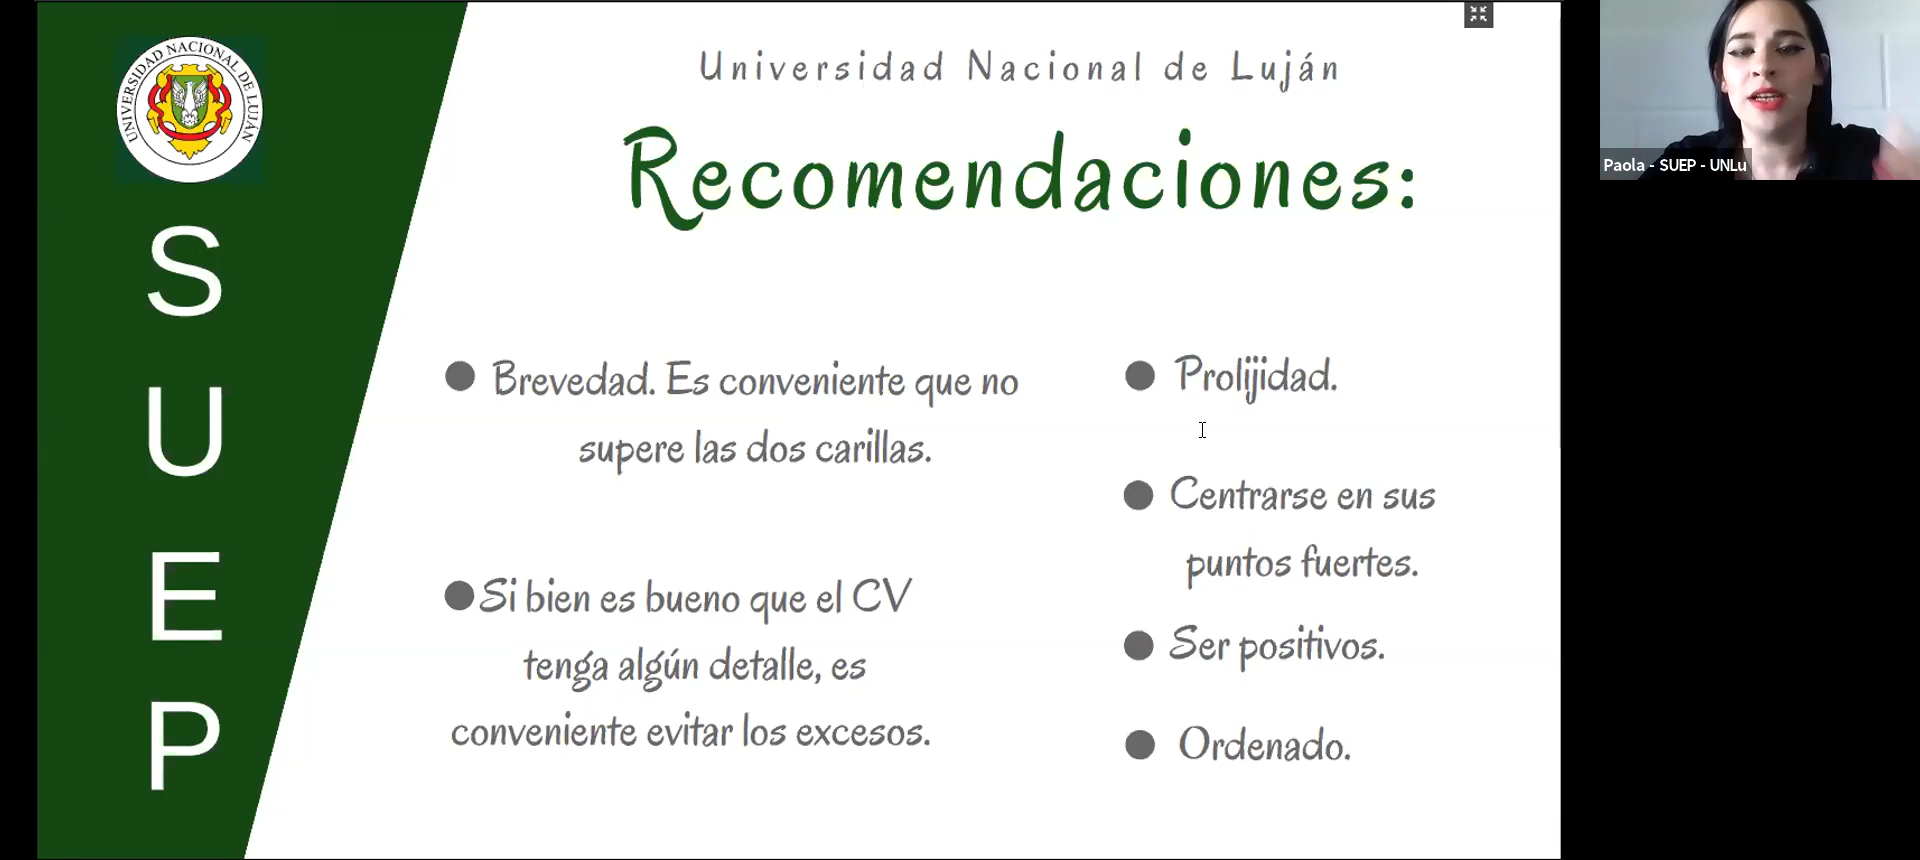 UNIVERSIDAD NACIONAL DE LUJÁN
S
U
E
P
Universidad Nacional de Luján
Recomendaciones:
Brevedad. Es conveniente que no
supere las dos carillas.
Si bien es bueno que el CV
tenga algún detalle, es
conveniente evitar los excesos.
Prolijidad.
Centrarse en sus
puntos fuertes.
Ser positivos.
Ordenado.
Paola - SUEP - UNLu